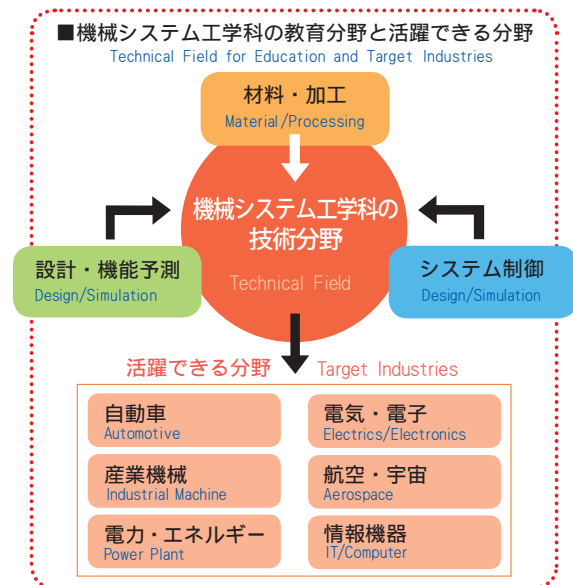 ■機械システム工学科の教育分野と活躍できる分野
Technical Field for Education and Target Industries
材料・加工
Material/Processing
機械システム工学科の
技術分野
Technical Field
設計・機能予測
Design/Simulation
システム制御
Design/Simulation
活躍できる分野 Target Industries
自動車
Automotive
電気・電子
Electrics/Electronics
産業機械
Industrial Machine
航空・宇宙
Aerospace
電力・エネルギー
Power Plant
情報機器
IT/Computer